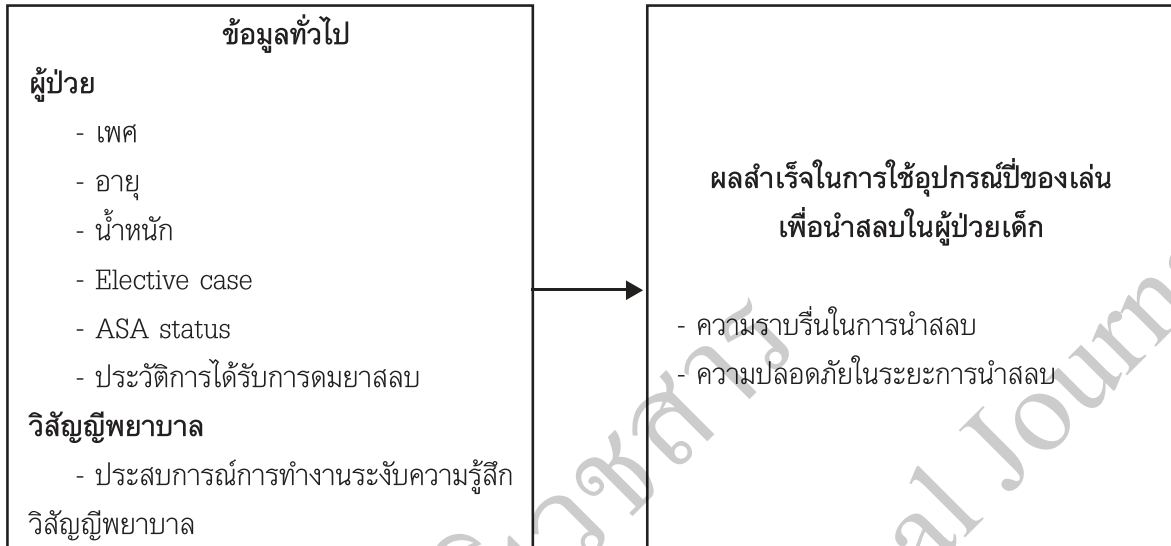 ข้อมูลทั่วไป
ผู้ป่วย
- เพศ
- อายุ
- น้ำหนัก
- Elective case
- ASA status
- ประวัติการได้รับการดมยาสลบ
วิสัญญีพยาบาล
- ประสบการณ์การทำงานระงับความรู้สึก
วิสัญญีพยาบาล
ผลสำเร็จในการใช้อุปกรณ์ปี่ของเล่น
เพื่อนำสลบในผู้ป่วยเด็ก
- ความราบรื่นในการนำสลบ
- ความปลอดภัยในระยะการนำสลบ